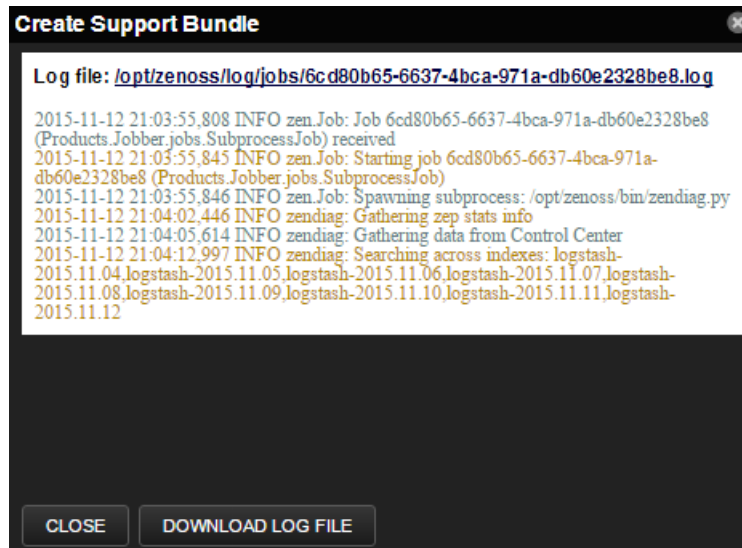 Create Support Bundle
Log file: /opt/zenoss/log/jobs/6cd80b65-6637-4bca-971a-db60e2328be8.log
2015-11-12 21:03:55,808 INFO zen.Job: Job 6cd80b65-6637-4bca-971a-db60e2328be8
(Products.Jobber.jobs.SubprocessJob) received
2015-11-12 21:03:55,845 INFO zen.Job: Starting job 6cd80b65-6637-4bca-971a-
db60e2328be8 (Products.Jobber.jobs.SubprocessJob)
2015-11-12 21:03:55,846 INFO zen.Job: Spawning subprocess: /opt/zenoss/bin/zendiag.py
2015-11-12 21:04:02,446 INFO zendiag: Gathering zep stats info
2015-11-12 21:04:05,614 INFO zendiag: Gathering data from Control Center
2015-11-12 21:04:12,997 INFO zendiag: Searching across indexes: logstash-
2015.11.04,logstash-2015.11.05,logstash-2015.11.06,logstash-2015.11.07,logstash-
2015.11.08,logstash-2015.11.09,logstash-2015.11.10,logstash-2015.11.11,logstash-
2015.11.12
CLOSE DOWNLOAD LOG FILE